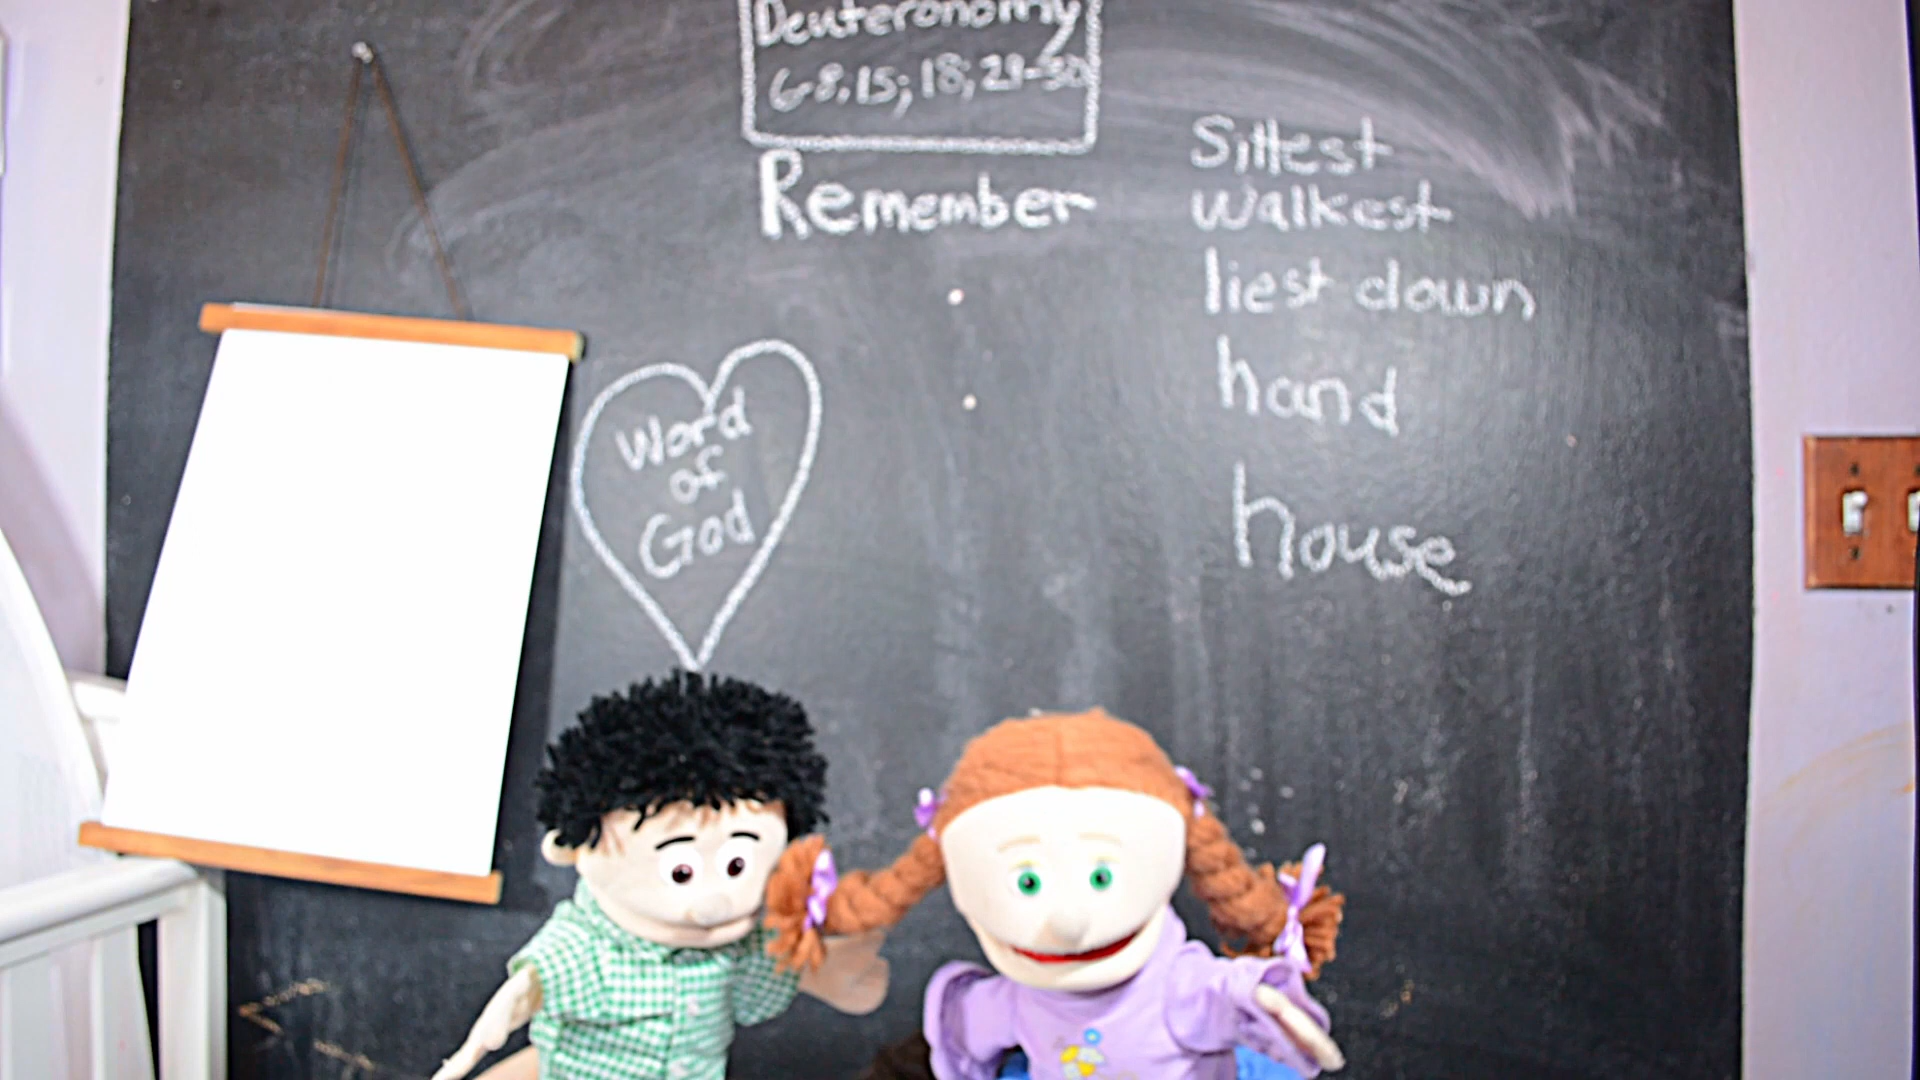 Deuteronomy
6-8,15; 18; 29-30
Remember
Sittest
walkest
liest down
hand
house
Word
of
God